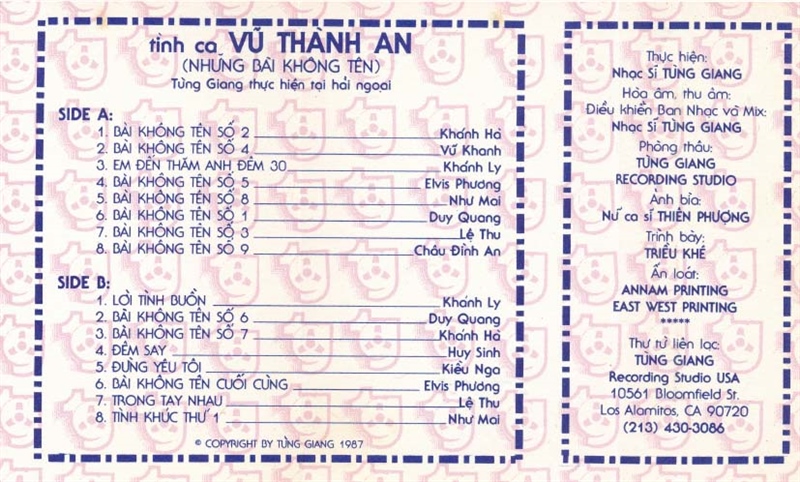 tình ca VŨ THÀNH AN
(NHỮNG BÀI KHÔNG TÊN)
Tùng Giang thực hiện tại hải ngoại
SIDE A:
1. BÀI KHÔNG TÊN SỐ 2 Khánh Hà
2. BÀI KHÔNG TÊN SỐ 4 Vũ Khanh
3. EM ĐẾN THĂM ANH ĐÊM 30 Khánh Ly
4. BÀI KHÔNG TÊN SỐ 5 Elvis Phương
5. BÀI KHÔNG TÊN SỐ 8 Như Mai
6. BÀI KHÔNG TÊN SỐ 1 Duy Quang
7. BÀI KHÔNG TÊN SỐ 3 Lệ Thu
8. BÀI KHÔNG TÊN SỐ 9 Châu Đình An
SIDE B:
1. LỜI TÌNH BUỒN Khánh Ly
2. BÀI KHÔNG TÊN SỐ 6 Duy Quang
3. BÀI KHÔNG TÊN SỐ 7 Khánh Hà
4. ĐÊM SAY Huy Sinh
5. ĐỪNG YÊU TÔI Kiều Nga
6. BÀI KHÔNG TÊN CUỐI CÙNG Elvis Phương
7. TRONG TAY NHAU Lệ Thu
8. TÌNH KHÚC THỨ 1 Như Mai
© COPYRIGHT BY TÙNG GIANG 1987
Thực hiện:
Nhạc Sĩ TÙNG GIANG
Hòa âm, thu âm:
Điều khiển Ban Nhạc và Mix:
Nhạc Sĩ TÙNG GIANG
Phòng thâu:
TÙNG GIANG
RECORDING STUDIO
Ảnh bìa:
Nữ ca sĩ THIÊN PHƯỢNG
Trình bày:
TRIỀU KHÊ
Ấn loát:
ANNAM PRINTING
EAST WEST PRINTING
*****
Thư từ liên lạc:
TÙNG GIANG
Recording Studio USA
10561 Bloomfield St.
Los Alamitos, CA 90720
(213) 430-3086